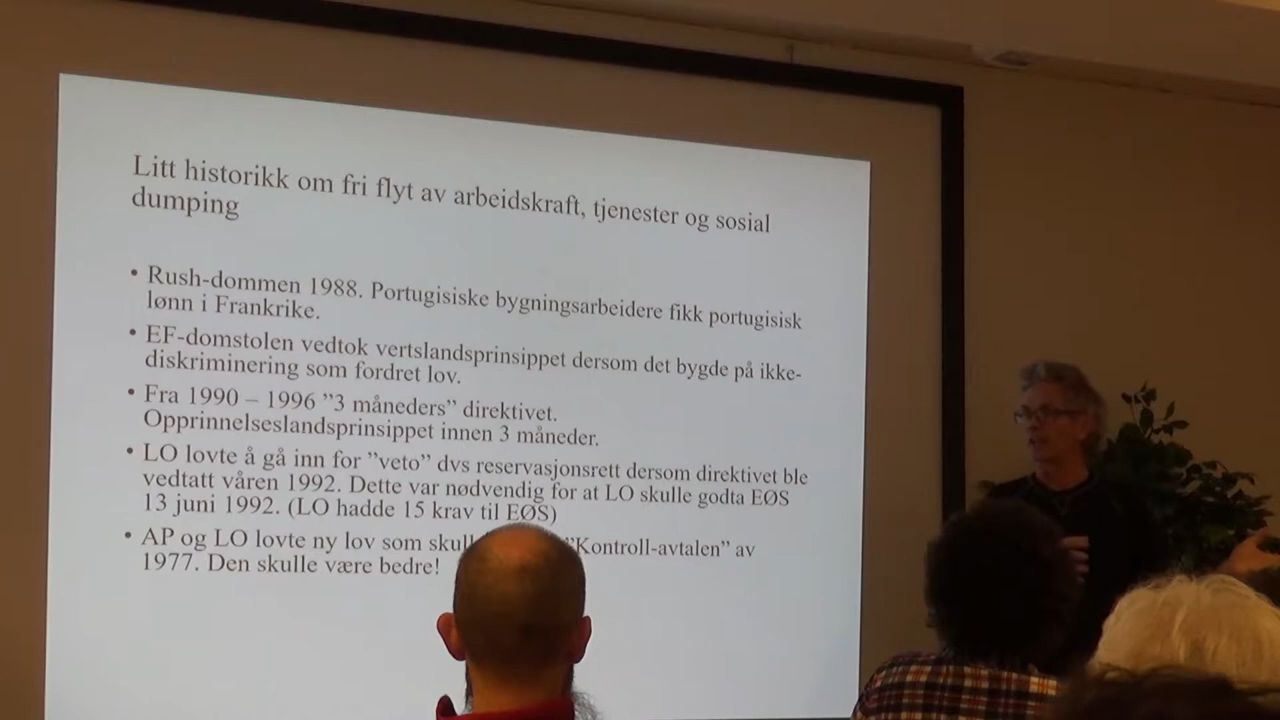 Litt historikk om fri flyt av arbeidskraft, tjenester og sosial
dumping
• Rush-dommen 1988. Portugisiske bygningsarbeidere fikk portugisisk
lønn i Frankrike.
• EF-domstolen vedtok vertslandsprinsippet dersom det bygde på ikke-
diskriminering som fordret lov.
• Fra 1990 – 1996 ”3 måneders” direktivet.
Opprinnelseslandsprinsippet innen 3 måneder.
• LO lovte å gå inn for ”veto” dvs reservasjonsrett dersom direktivet ble
vedtatt våren 1992. Dette var nødvendig for at LO skulle godta EØS
13 juni 1992. (LO hadde 15 krav til EØS)
• AP og LO lovte ny lov som ”Kontroll-avtalen” av
1977. Den skulle være bedre!